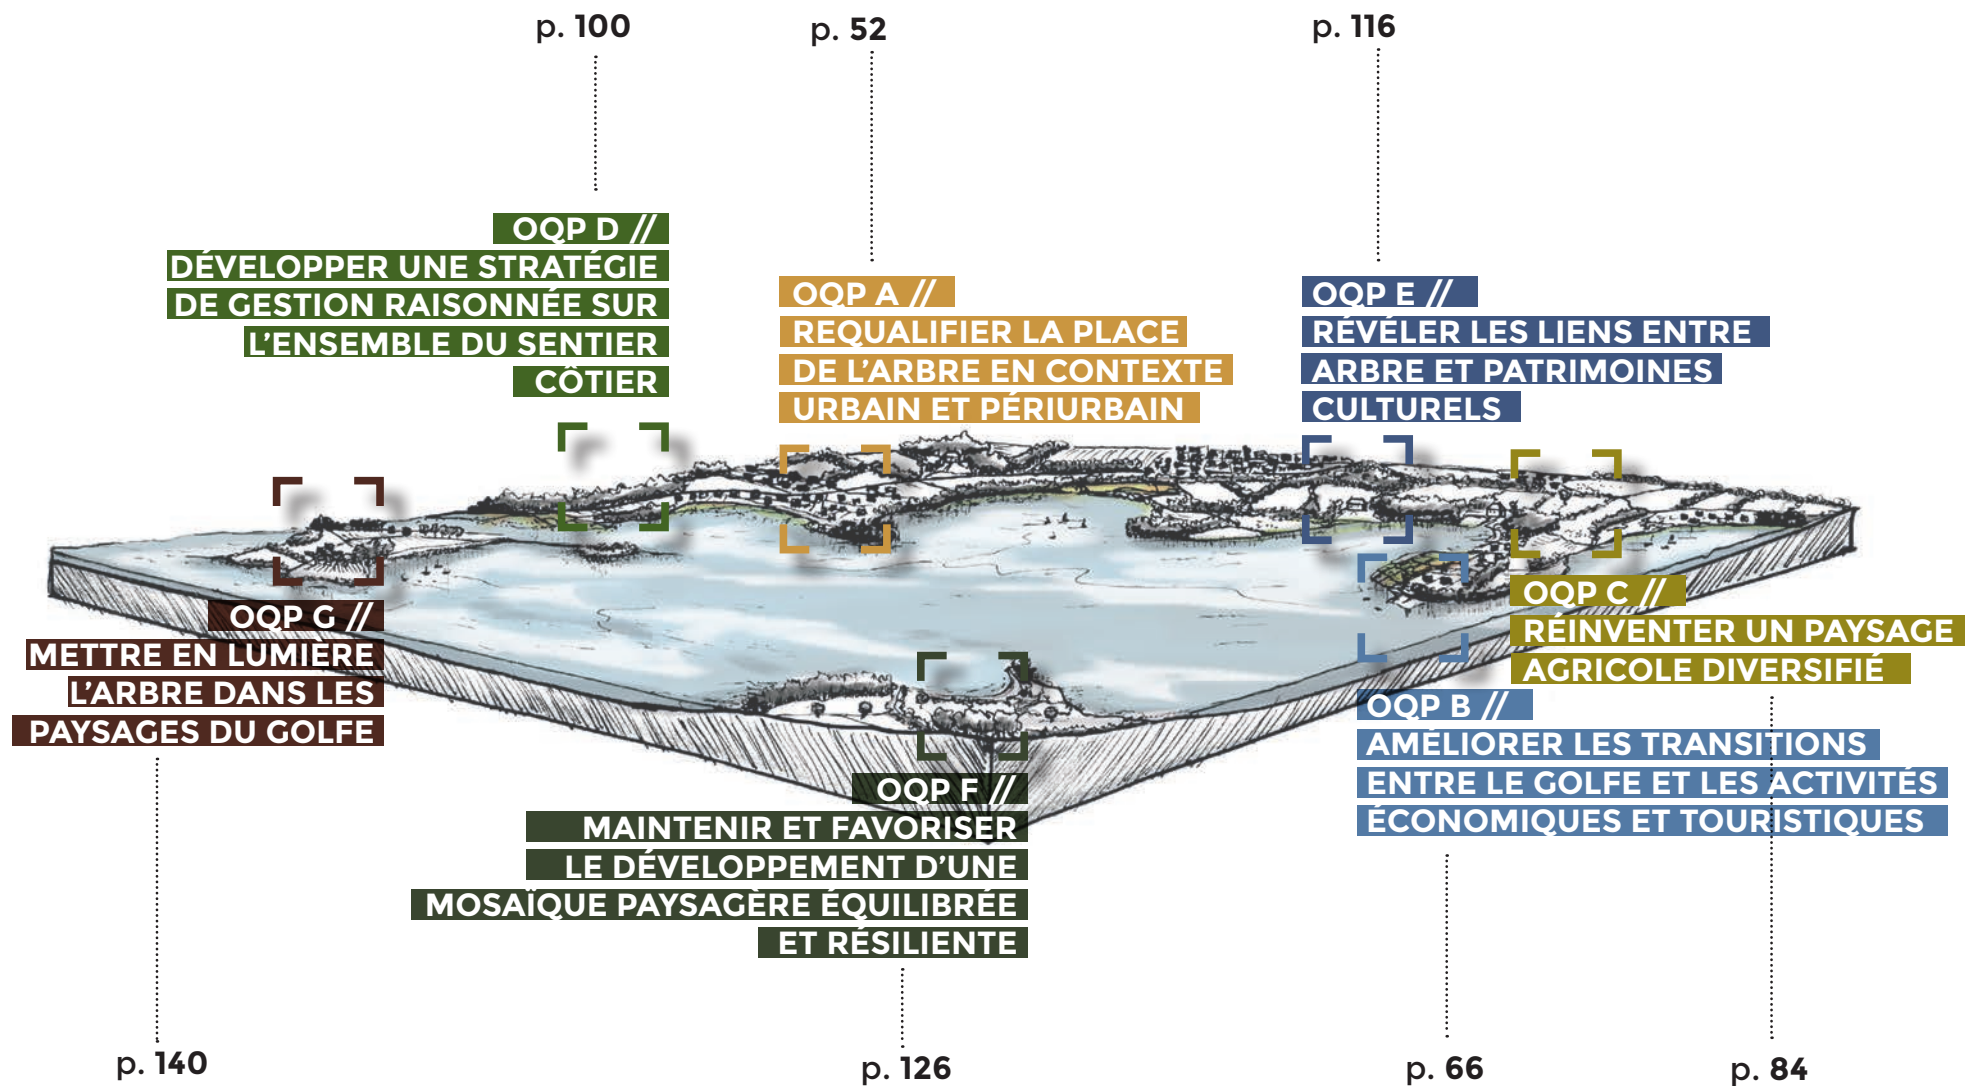 p. 100
p. 52
p. 116
OQP D //
DÉVELOPPER UNE STRATÉGIE
DE GESTION RAISONNÉE SUR
L'ENSEMBLE DU SENTIER
CÔTIER
OQP A //
REQUALIFIER LA PLACE
DE L'ARBRE EN CONTEXTE
URBAIN ET PÉRIURBAIN
OQP E //
RÉVÉLER LES LIENS ENTRE
ARBRE ET PATRIMOINES
CULTURELS
OQP G //
METTRE EN LUMIÈRE
L'ARBRE DANS LES
PAYSAGES DU GOLFE
OQP C //
RÉINVENTER UN PAYSAGE
AGRICOLE DIVERSIFIÉ
OQP B //
AMÉLIORER LES TRANSITIONS
ENTRE LE GOLFE ET LES ACTIVITÉS
ÉCONOMIQUES ET TOURISTIQUES
OQP F //
MAINTENIR ET FAVORISER
LE DÉVELOPPEMENT D'UNE
MOSAÏQUE PAYSAGÈRE ÉQUILIBRÉE
ET RÉSILIENTE
p. 140
p. 126
p. 66
p. 84